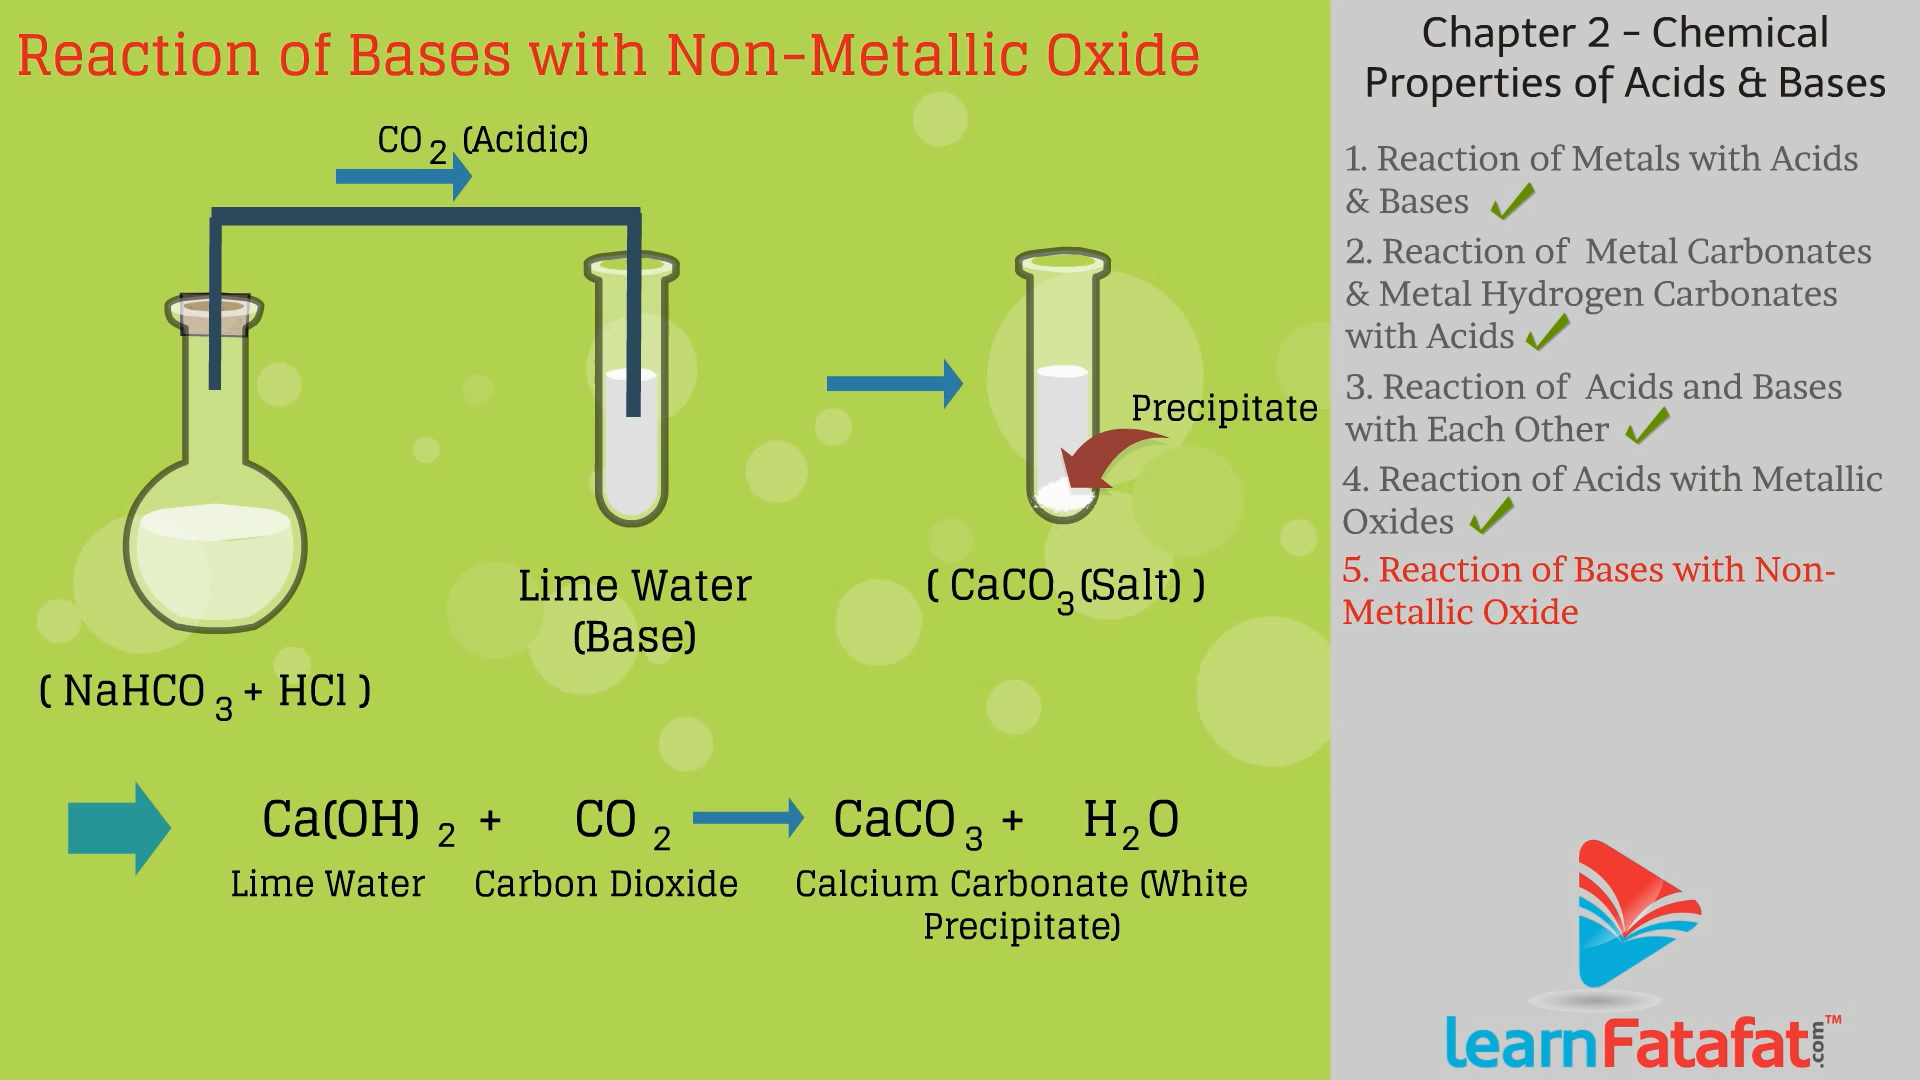 Reaction of Bases with Non-Metallic Oxide
CO2 (Acidic)
Precipitate
Lime Water
(Base)
( CaCO3(Salt) )
( NaHCO3 + HCl )
Ca(OH)2 + CO2 CaCO3 + H2O
Lime Water Carbon Dioxide Calcium Carbonate (White
Precipitate)
Chapter 2 - Chemical
Properties of Acids & Bases
1. Reaction of Metals with Acids
& Bases
2. Reaction of Metal Carbonates
& Metal Hydrogen Carbonates
with Acids
3. Reaction of Acids and Bases
with Each Other
4. Reaction of Acids with Metallic
Oxides
5. Reaction of Bases with Non-
Metallic Oxide
learnFatafat.com™